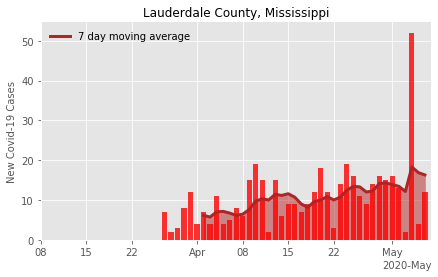 Lauderdale County, Mississippi
7 day moving average
New Covid-19 Cases
50
40
30
20
10
0
08 15 22 Apr 08 15 22 May
2020-May